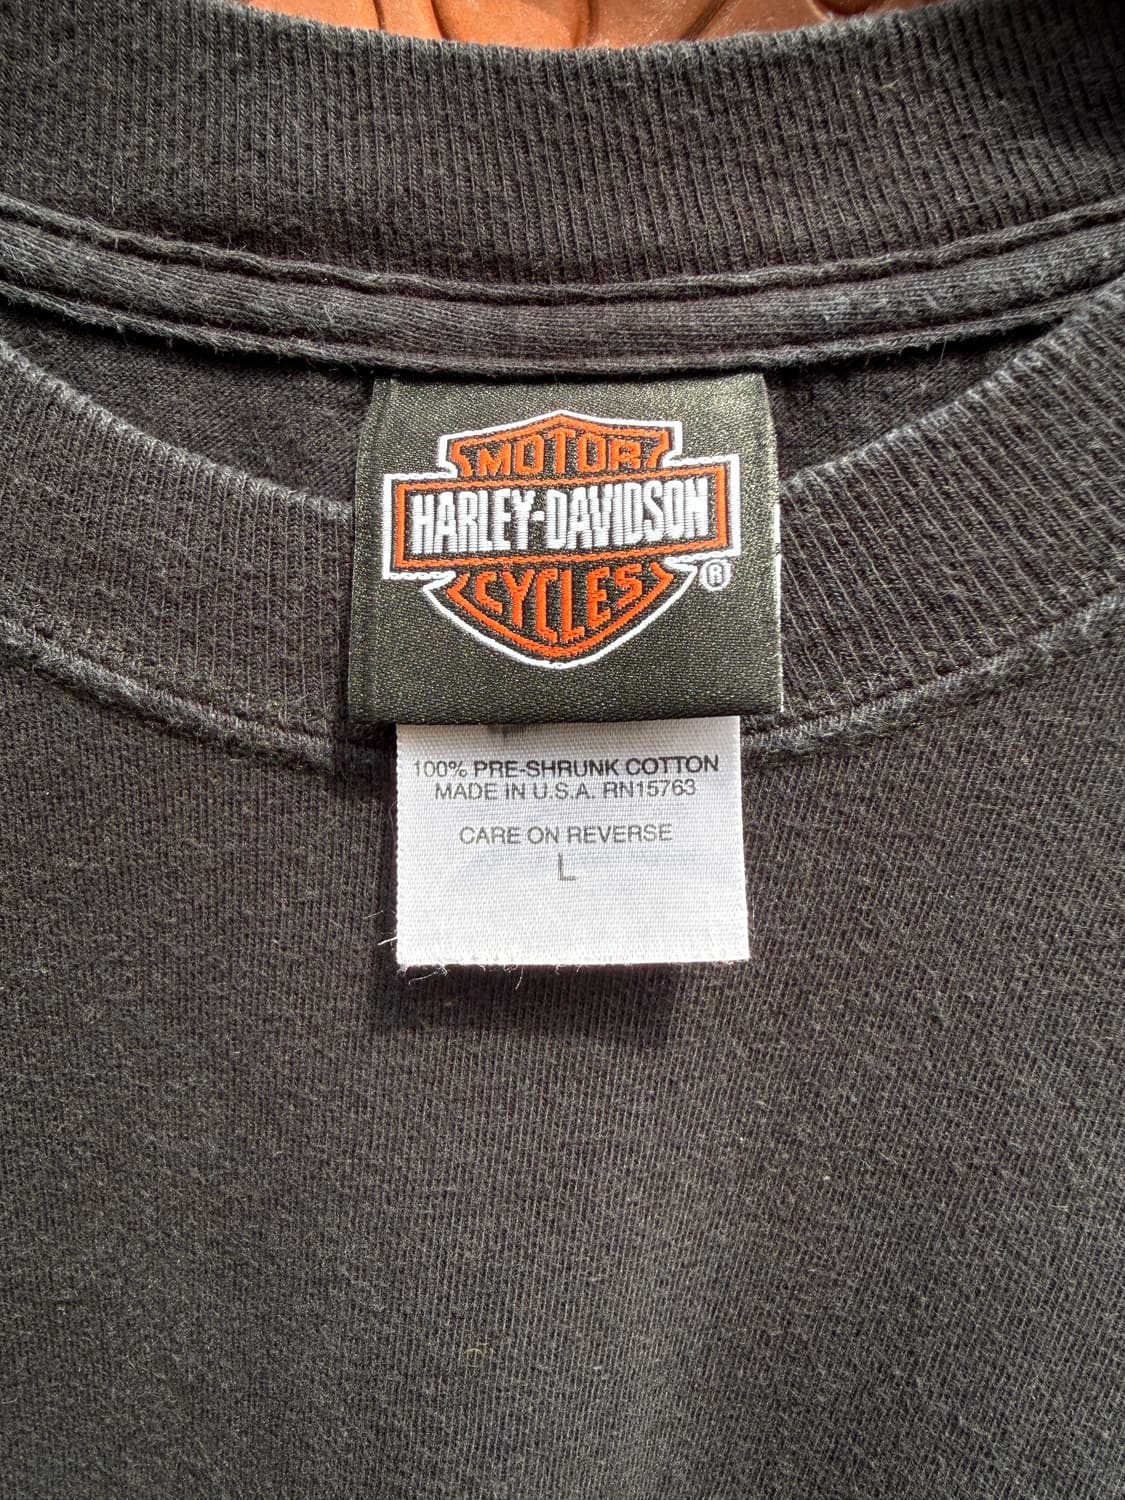 MOTOR
HARLEY-DAVIDSON
CYCLES
®
100% PRE-SHRUNK COTTON
MADE IN U.S.A. RN15763
CARE ON REVERSE
L